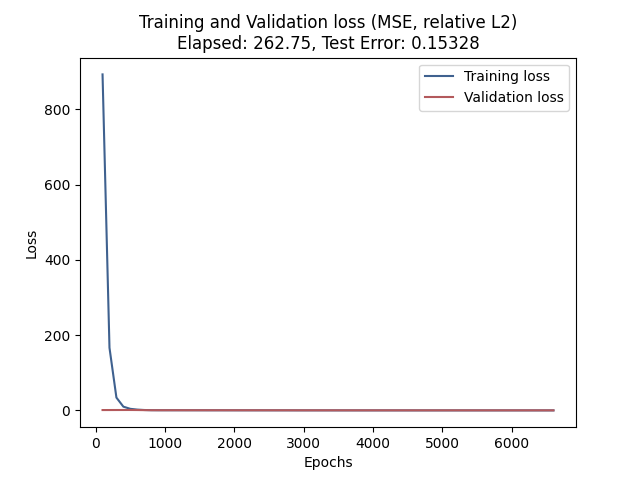 Training and Validation loss (MSE, relative L2)
Elapsed: 262.75, Test Error: 0.15328
Training loss
Validation loss
800
600
400
200
0
Loss
0 1000 2000 3000 4000 5000 6000
Epochs